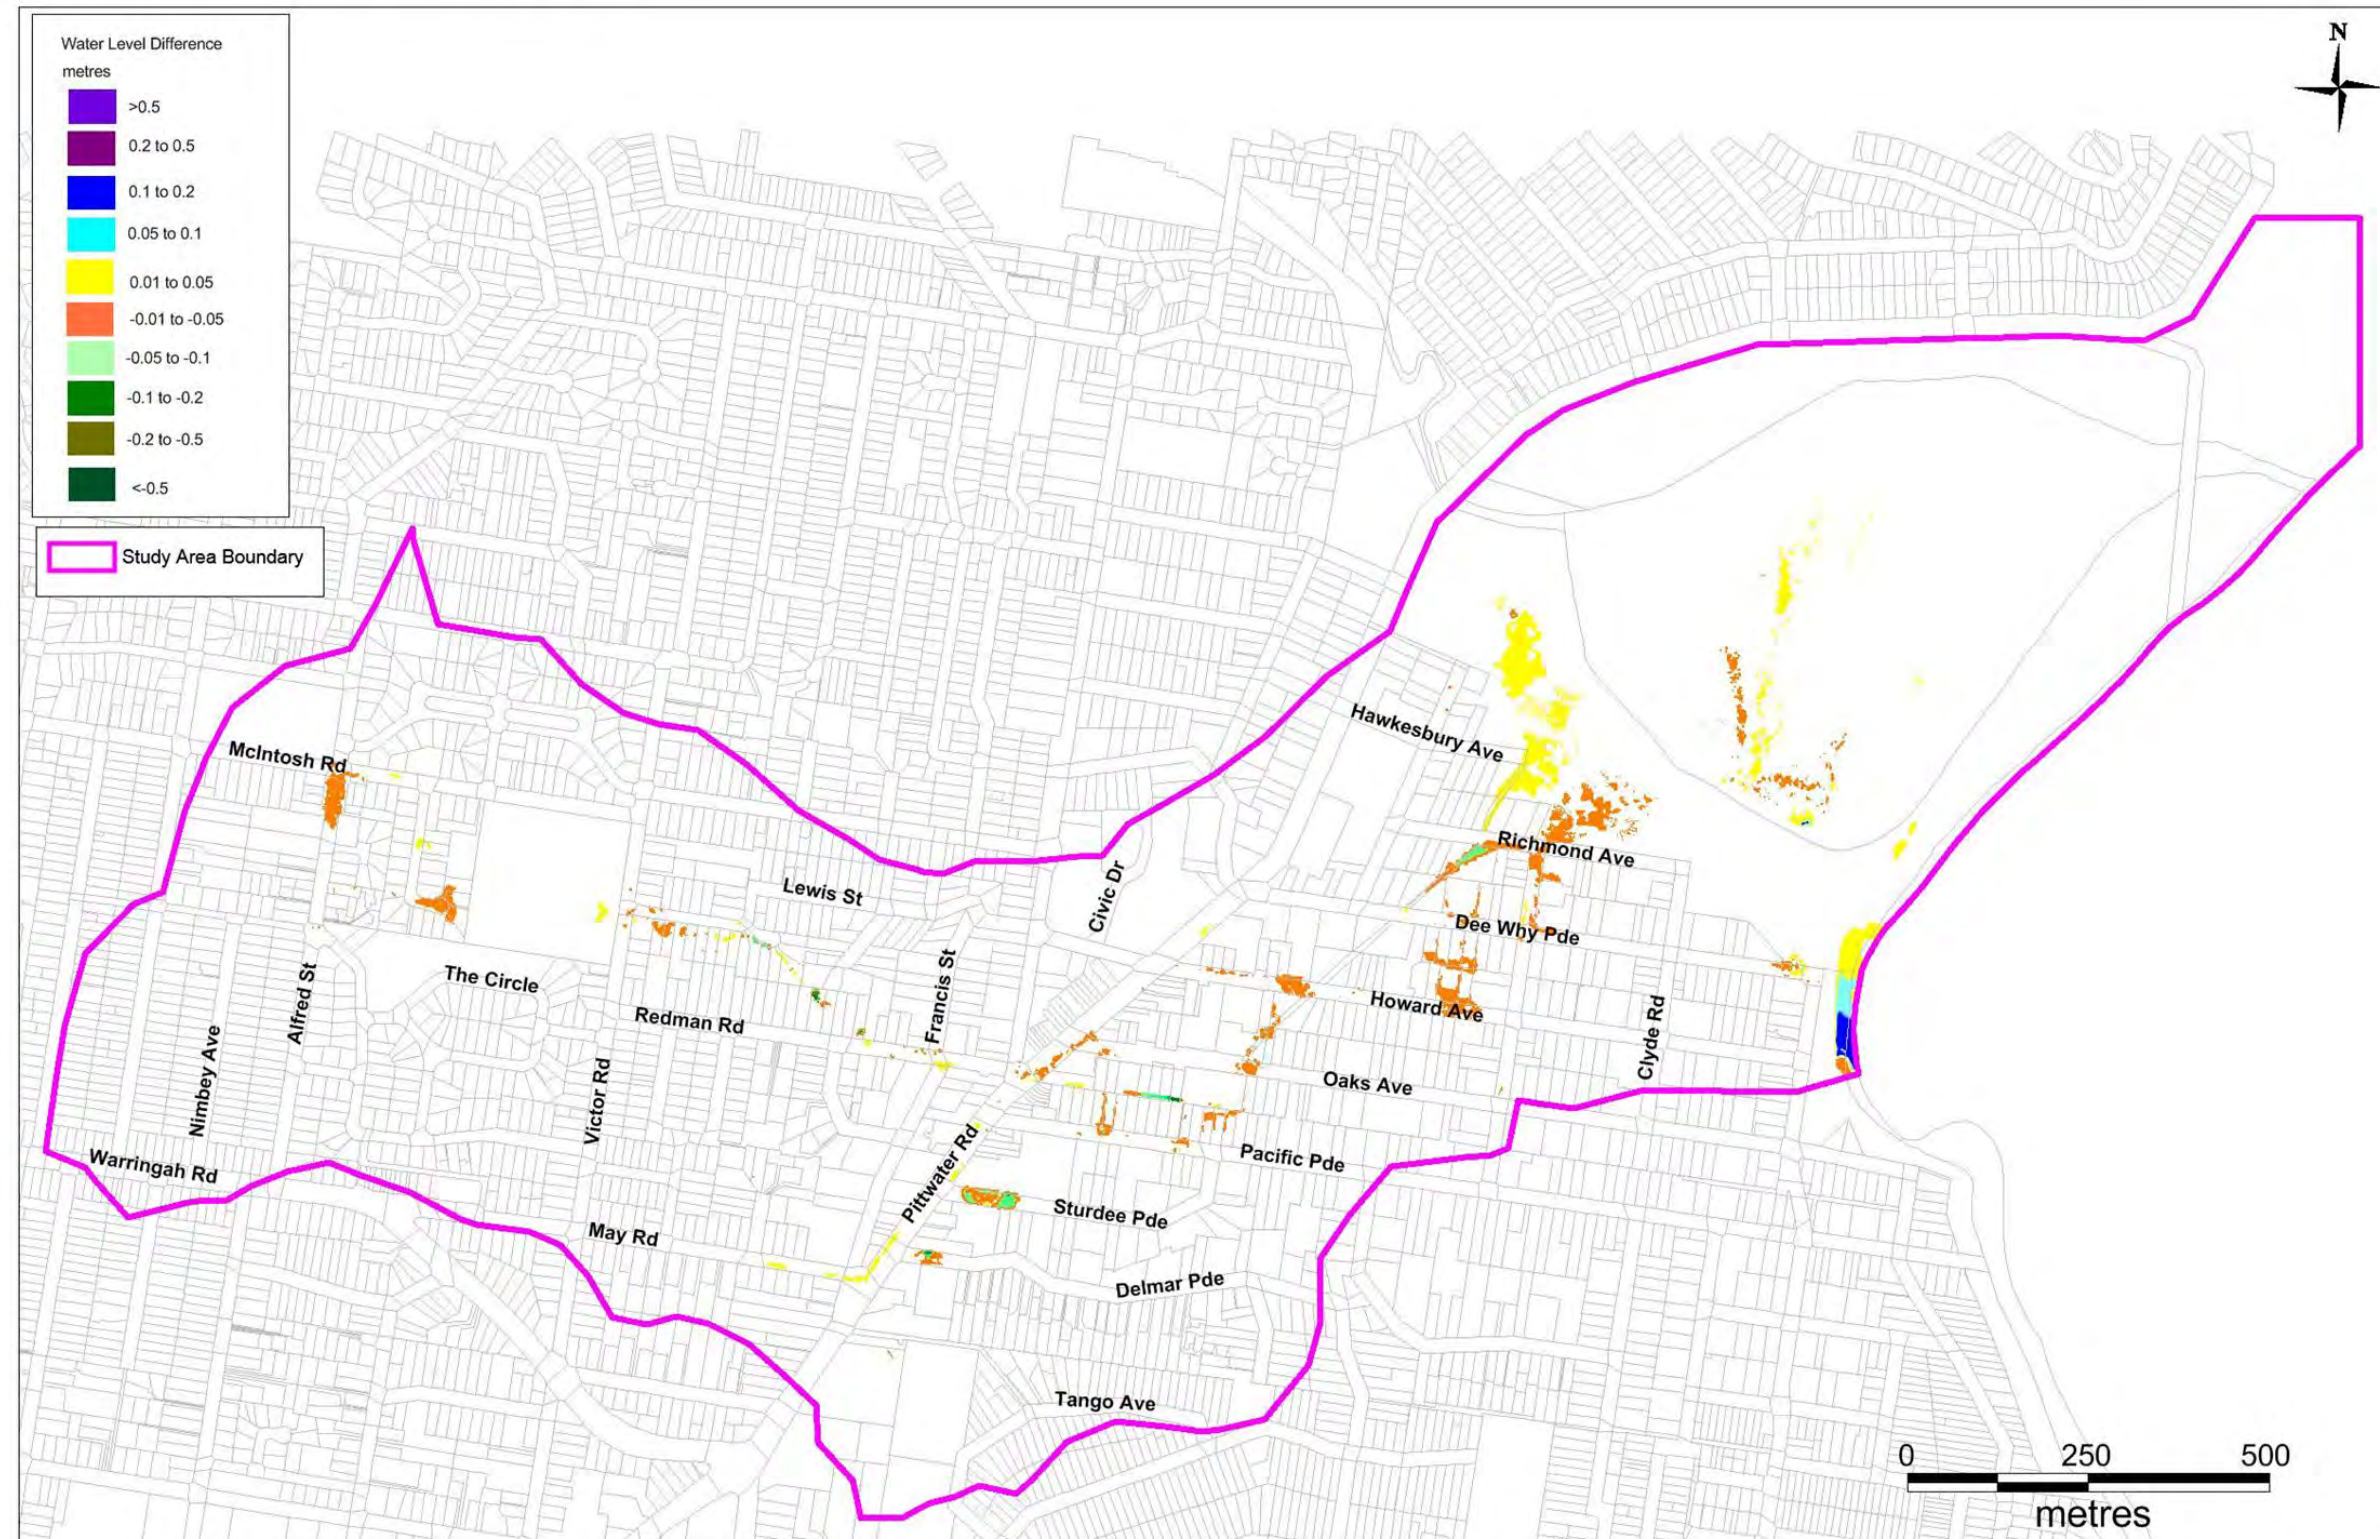 Water Level Difference
metres
>0.5
0.2 to 0.5
0.1 to 0.2
0.05 to 0.1
0.01 to 0.05
-0.01 to -0.05
-0.05 to -0.1
-0.1 to -0.2
-0.2 to -0.5
<-0.5
Study Area Boundary
N
Hawkesbury Ave
McIntosh Rd
Richmond Ave
Lewis St
Civic Dr
Dee Why Pde
The Circle
Alfred St
Francis St
Howard Ave
Redman Rd
Clyde Rd
Nimbey Ave
Victor Rd
Oaks Ave
Pacific Pde
Warringah Rd
Pittwater Rd
Sturdee Pde
May Rd
Delmar Pde
Tango Ave
0 250 500
metres